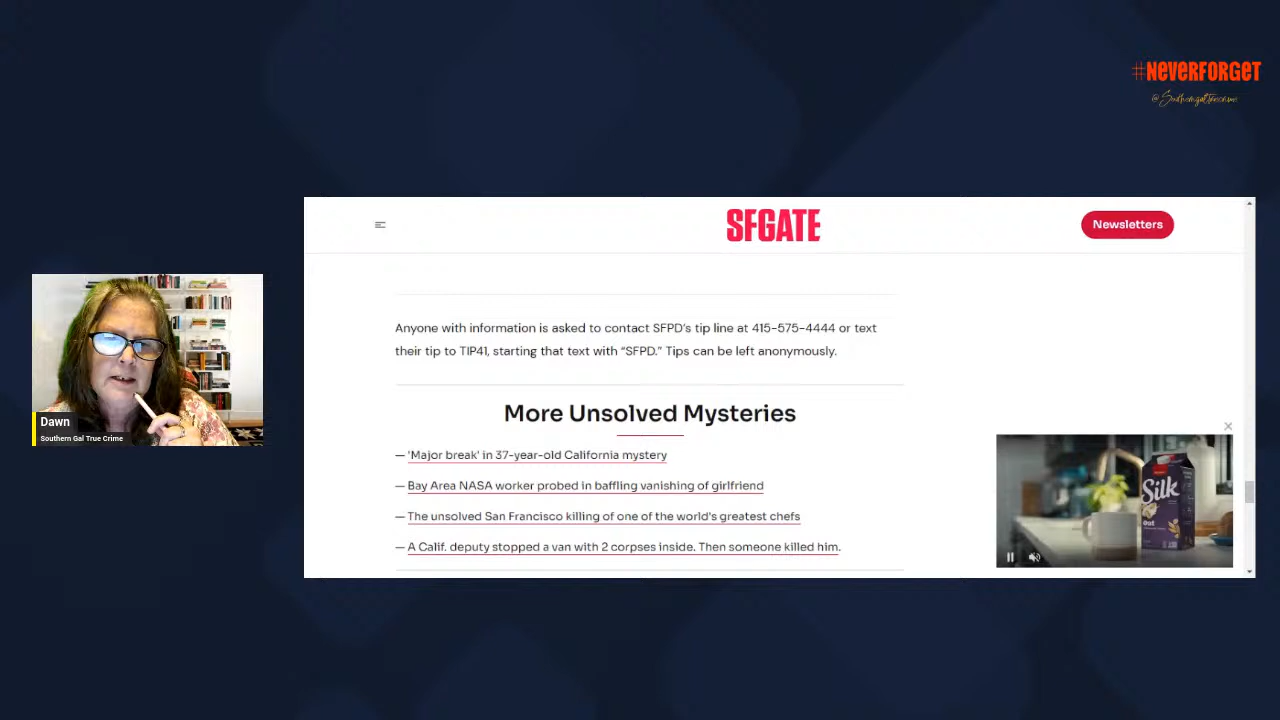 #NEVERFORGET
@Southerngaltruecrime
SFGATE
Newsletters
Anyone with information is asked to contact SFPD's tip line at 415-575-4444 or text
their tip to TIP41, starting that text with “SFPD.” Tips can be left anonymously.
More Unsolved Mysteries
— 'Major break' in 37-year-old California mystery
— Bay Area NASA worker probed in baffling vanishing of girlfriend
— The unsolved San Francisco killing of one of the world's greatest chefs
— A Calif. deputy stopped a van with 2 corpses inside. Then someone killed him.
Silk
oat
Dawn
Southern Gal True Crime